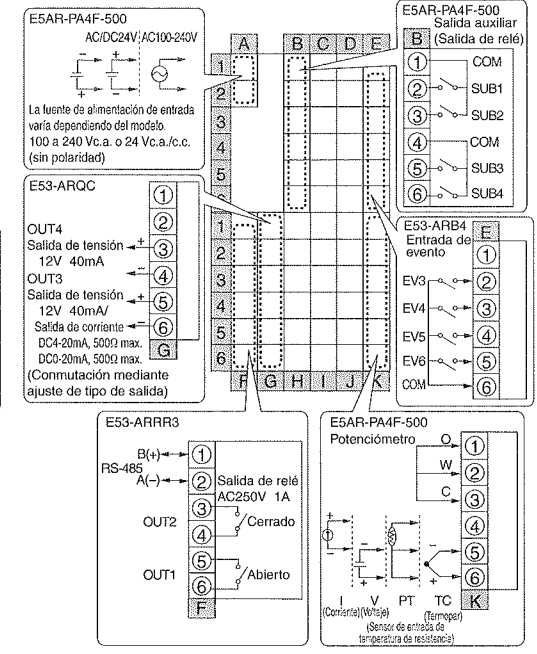 E5AR-PA4F-500
AC/DC24V AC100-240V
La fuente de alimentación de entrada
varía dependiendo del modelo.
100 a 240 Vc.a. o 24 Vc.a./c.c.
(sin polaridad)
A B C D E
1
2
3
4
5
1
2
3
4
5
6
F G H I J K
E5AR-PA4F-500
Salida auxiliar
(Salida de relé)
B
1 COM
2 SUB1
3 SUB2
4 COM
5 SUB3
6 SUB4
E53-ARQC
1
2
OUT4
Salida de tensión + 3
12V 40mA
OUT3 − 4
Salida de tensión + 5
12V 40mA/
Salida de corriente − 6
DC4-20mA, 500Ω max.
DC0-20mA, 500Ω max.
G
(Conmutación mediante
ajuste de tipo de salida)
E53-ARB4
Entrada de
evento
E
1
EV3 2
EV4 3
EV5 4
EV6 5
COM 6
E53-ARRR3
B(+) 1
RS-485
A(−) 2
Salida de relé
AC250V 1A
3
OUT2 Cerrado
4
5
OUT1 Abierto
6
F
E5AR-PA4F-500
Potenciómetro
O 1
W 2
C 3
4
5
6
I V PT TC K
(Corriente) (Voltaje) (Termopar)
(Sensor de entrada de
temperatura de resistencia)